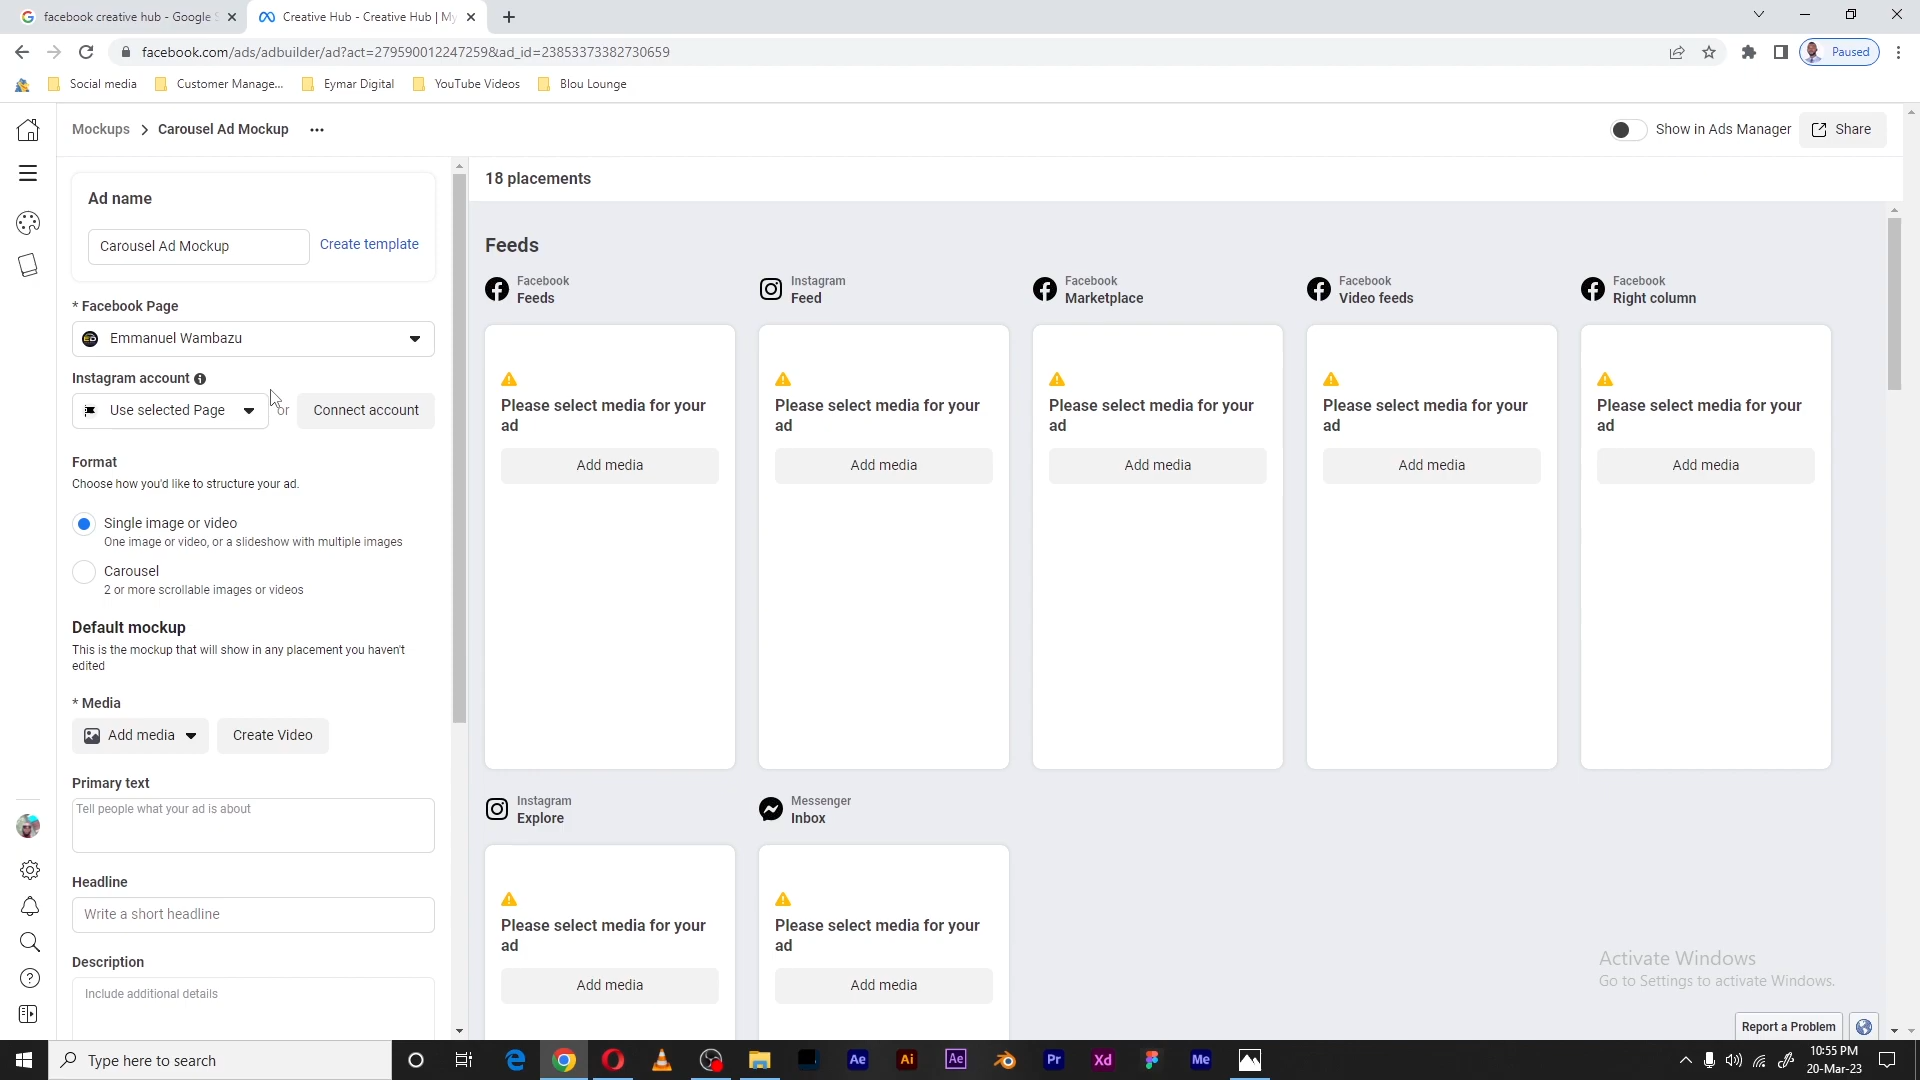 facebook creative hub - Google S
Creative Hub - Creative Hub | My
facebook.com/ads/adbuilder/ad?act=279590012247259&ad_id=23853373382730659
Paused
Social media
Customer Manage...
Eymar Digital
YouTube Videos
Blou Lounge
Mockups
Carousel Ad Mockup
Show in Ads Manager
Share
Ad name
Carousel Ad Mockup
Create template
* Facebook Page
Emmanuel Wambazu
Instagram account
Use selected Page
or
Connect account
Format
Choose how you'd like to structure your ad.
Single image or video
One image or video, or a slideshow with multiple images
Carousel
2 or more scrollable images or videos
Default mockup
This is the mockup that will show in any placement you haven't
edited
* Media
Add media
Create Video
Primary text
Tell people what your ad is about
Headline
Write a short headline
Description
Include additional details
18 placements
Feeds
Facebook
Feeds
Instagram
Feed
Facebook
Marketplace
Facebook
Video feeds
Facebook
Right column
Please select media for your
ad
Add media
Please select media for your
ad
Add media
Please select media for your
ad
Add media
Please select media for your
ad
Add media
Please select media for your
ad
Add media
Instagram
Explore
Messenger
Inbox
Please select media for your
ad
Add media
Please select media for your
ad
Add media
Activate Windows
Go to Settings to activate Windows.
Report a Problem
Type here to search
Ae
Ai
Ae
Pr
Xd
Me
10:55 PM
20-Mar-23